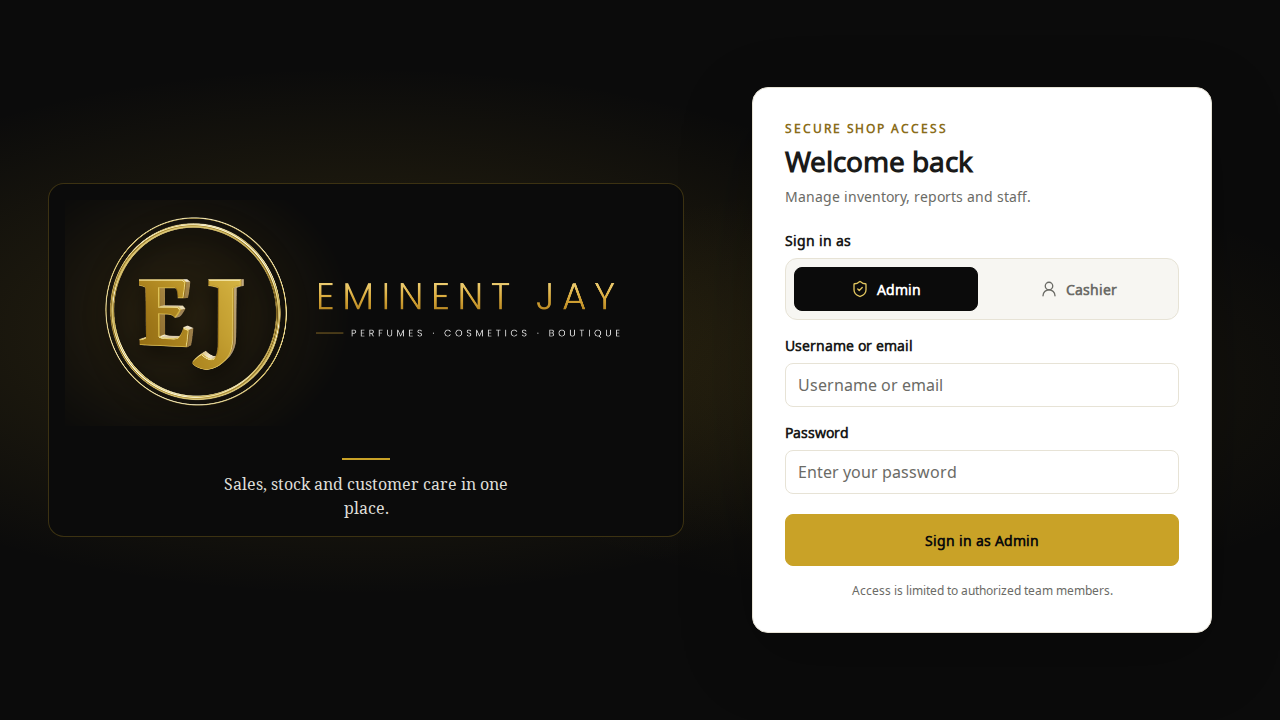 EJ
EMINENT JAY
PERFUMES · COSMETICS · BOUTIQUE
Sales, stock and customer care in one
place.
SECURE SHOP ACCESS
Welcome back
Manage inventory, reports and staff.
Sign in as
Admin
Cashier
Username or email
Username or email
Password
Enter your password
Sign in as Admin
Access is limited to authorized team members.